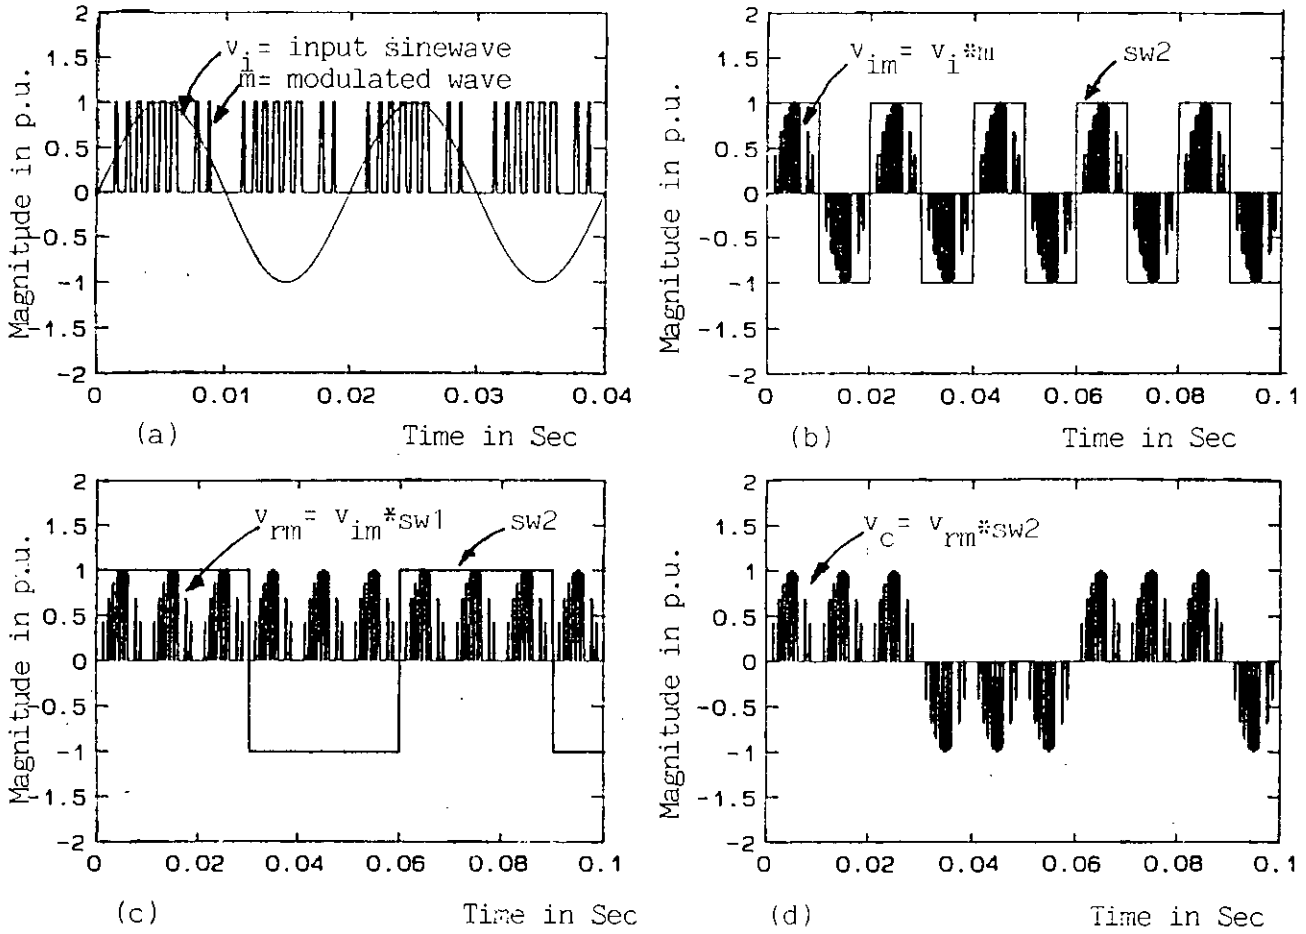 2
1.5
1
0.5
0
-0.5
-1
-1.5
-2
Magnitude in p.u.
v_i= input sinewave
m= modulated wave
0 0.01 0.02 0.03 0.04
(a) Time in Sec
2
1.5
1
0.5
0
-0.5
-1
-1.5
-2
Magnitude in p.u.
v_im= v_i*m
sw2
0 0.02 0.04 0.06 0.08 0.1
(b) Time in Sec
2
1.5
1
0.5
0
-0.5
-1
-1.5
-2
Magnitude in p.u.
v_rm= v_im*sw1
sw2
0 0.02 0.04 0.06 0.08 0.1
(c) Time in Sec
2
1.5
1
0.5
0
-0.5
-1
-1.5
-2
Magnitude in p.u.
v_c= v_rm*sw2
0 0.02 0.04 0.06 0.08 0.1
(d) Time in Sec